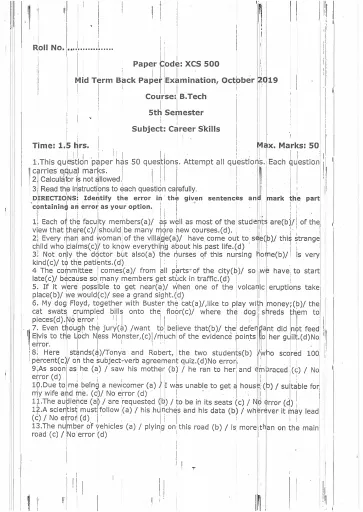 Roll No. ..................
Paper Code: XCS 500
Mid Term Back Paper Examination, October 2019
Course: B.Tech
5th Semester
Subject: Career Skills
Time: 1.5 hrs. Max. Marks: 50
1.This question paper has 50 questions. Attempt all questions. Each question
carries equal marks.
2. Calculator is not allowed.
3. Read the instructions to each question carefully.
DIRECTIONS: Identify the error in the given sentences and mark the part
containing an error as your option.
1. Each of the faculty members(a)/ as well as most of the students are(b)/ of the
view that there(c)/ should be many more new courses.(d).
2. Every man and woman of the village(a)/ have come out to see(b)/ this strange
child who claims(c)/ to know everything about his past life.(d)
3. Not only the doctor but also(a) the nurses of this nursing home(b)/ is very
kind(c)/ to the patients.(d)
4 The committee comes(a)/ from all parts of the city(b)/ so we have to start
late(c)/ because so many members get stuck in traffic.(d)
5. If it were possible to get near(a)/ when one of the volcanic eruptions take
place(b)/ we would(c)/ see a grand sight.(d)
6. My dog Floyd, together with Buster the cat(a)/,like to play with money;(b)/ the
cat swats crumpled bills onto the floor(c)/ where the dog shreds them to
pieces(d).No error
7. Even though the jury(a) /want to believe that(b)/ the defendant did not feed
Elvis to the Loch Ness Monster,(c)/much of the evidence points to her guilt.(d)No
error.
8. Here stands(a)/Tonya and Robert, the two students(b) /who scored 100
percent(c)/ on the subject-verb agreement quiz.(d)No error.
9.As soon as he (a) / saw his mother (b) / he ran to her and embraced (c) / No
error (d)
10.Due to me being a newcomer (a) / I was unable to get a house (b) / suitable for
my wife and me. (c)/ No error (d)
11.The audience (a) / are requested (b) / to be in its seats (c) / No error (d)
12.A scientist must follow (a) / his hunches and his data (b) / wherever it may lead
(c) / No error (d)
13.The number of vehicles (a) / plying on this road (b) / is more than on the main
road (c) / No error (d)